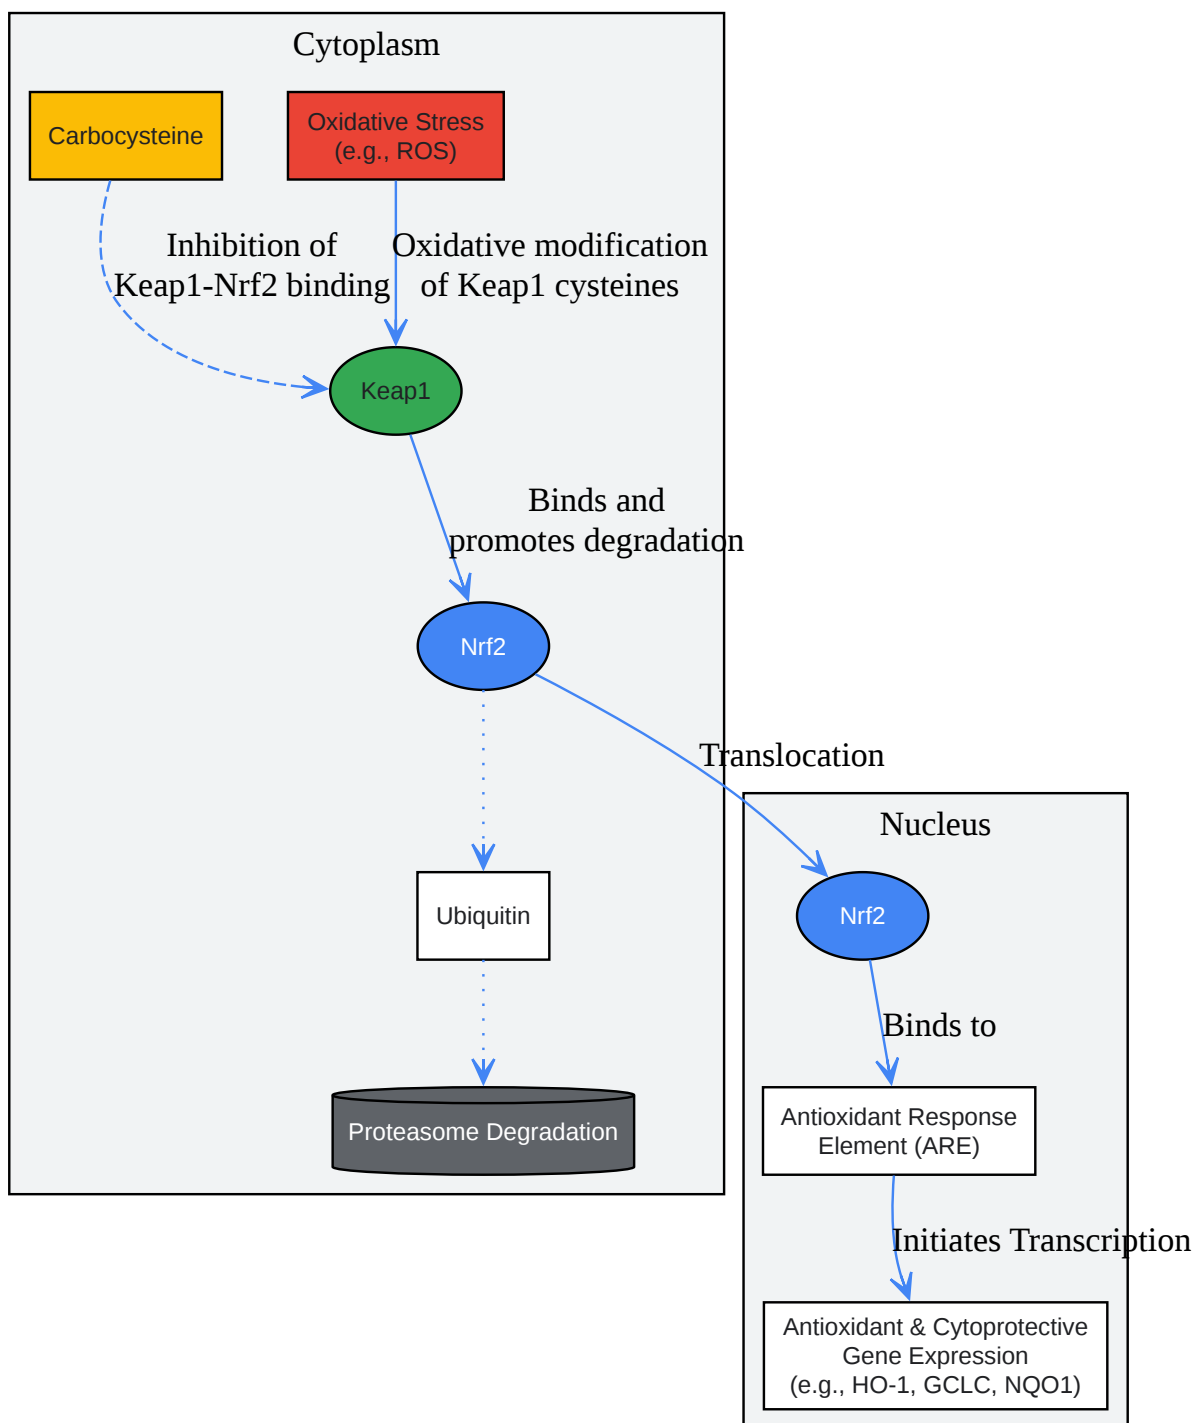 Cytoplasm
Carbocysteine
Oxidative Stress
(e.g., ROS)
Inhibition of
Keap1-Nrf2 binding
Oxidative modification
of Keap1 cysteines
Keap1
Binds and
promotes degradation
Nrf2
Translocation
Nucleus
Ubiquitin
Nrf2
Binds to
Proteasome Degradation
Antioxidant Response
Element (ARE)
Initiates Transcription
Antioxidant & Cytoprotective
Gene Expression
(e.g., HO-1, GCLC, NQO1)